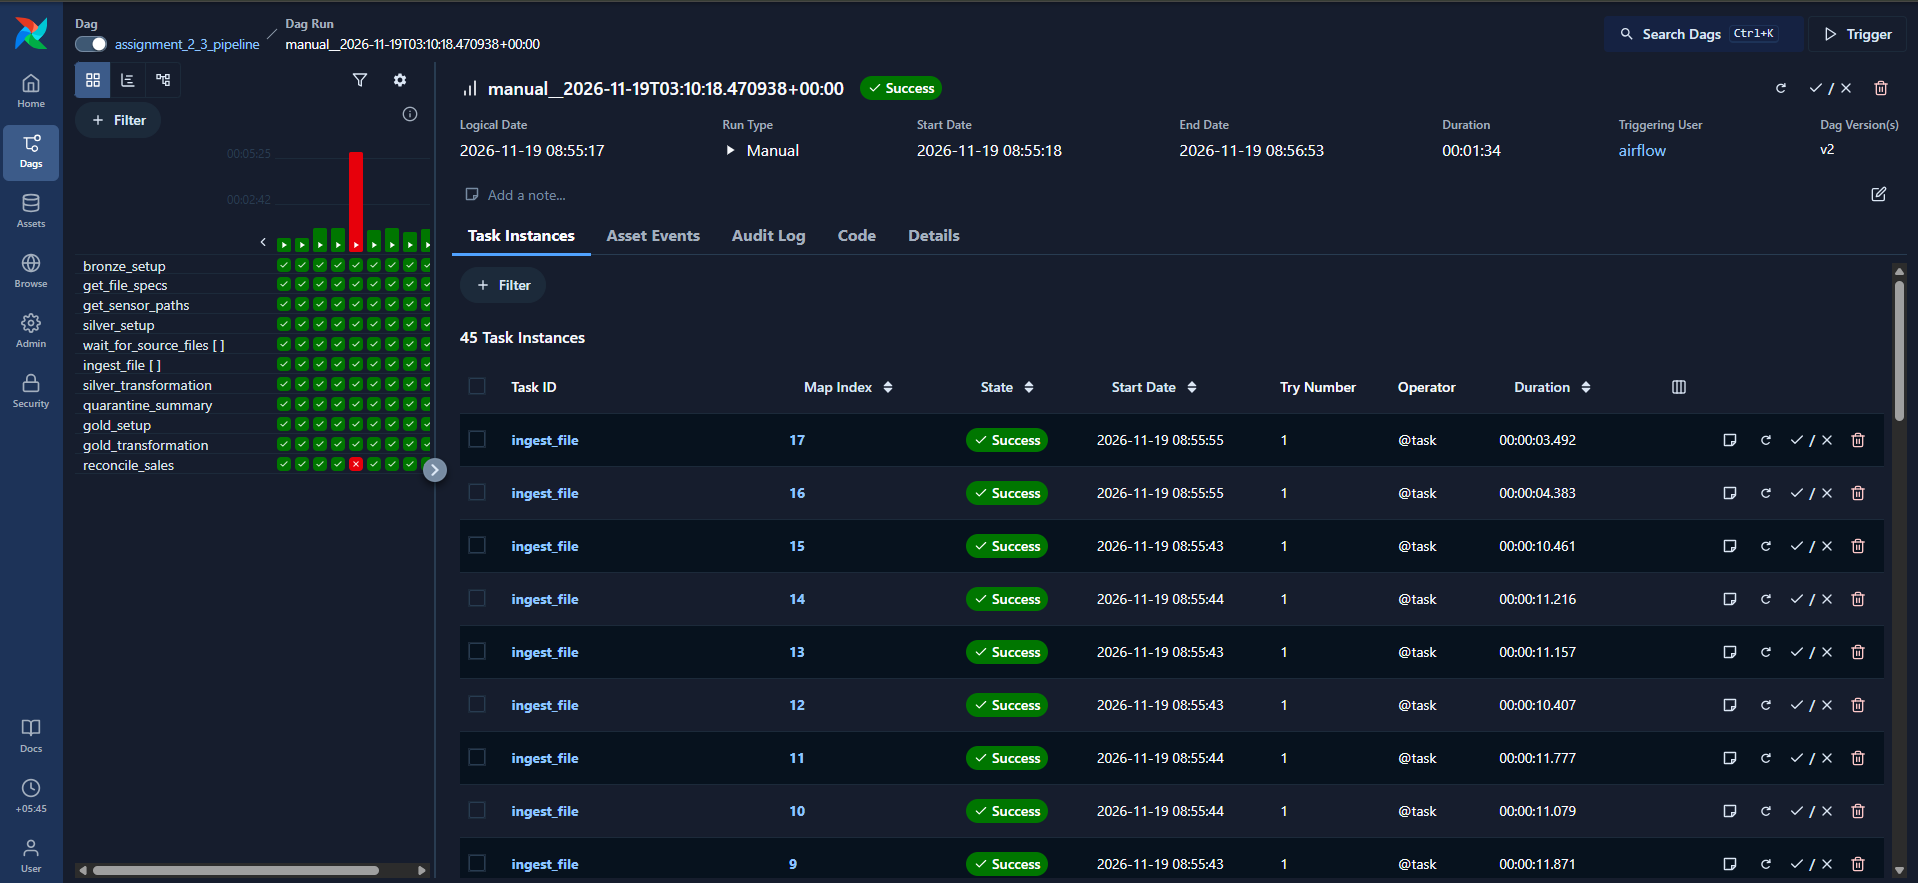 Dag
assignment_2_3_pipeline
/
Dag Run
manual__2026-11-19T03:10:18.470938+00:00
Search Dags Ctrl+K
Trigger
Home
Dags
Assets
Browse
Admin
Security
Docs
+05:45
User
+ Filter
00:05:25
00:02:42
bronze_setup
get_file_specs
get_sensor_paths
silver_setup
wait_for_source_files [ ]
ingest_file [ ]
silver_transformation
quarantine_summary
gold_setup
gold_transformation
reconcile_sales
manual__2026-11-19T03:10:18.470938+00:00 Success
/
Logical Date Run Type Start Date End Date Duration Triggering User Dag Version(s)
2026-11-19 08:55:17 Manual 2026-11-19 08:55:18 2026-11-19 08:56:53 00:01:34 airflow v2
Add a note...
Task Instances Asset Events Audit Log Code Details
+ Filter
45 Task Instances
Task ID Map Index State Start Date Try Number Operator Duration
ingest_file 17 Success 2026-11-19 08:55:55 1 @task 00:00:03.492 /
ingest_file 16 Success 2026-11-19 08:55:55 1 @task 00:00:04.383 /
ingest_file 15 Success 2026-11-19 08:55:43 1 @task 00:00:10.461 /
ingest_file 14 Success 2026-11-19 08:55:44 1 @task 00:00:11.216 /
ingest_file 13 Success 2026-11-19 08:55:43 1 @task 00:00:11.157 /
ingest_file 12 Success 2026-11-19 08:55:43 1 @task 00:00:10.407 /
ingest_file 11 Success 2026-11-19 08:55:44 1 @task 00:00:11.777 /
ingest_file 10 Success 2026-11-19 08:55:44 1 @task 00:00:11.079 /
ingest_file 9 Success 2026-11-19 08:55:43 1 @task 00:00:11.871 /